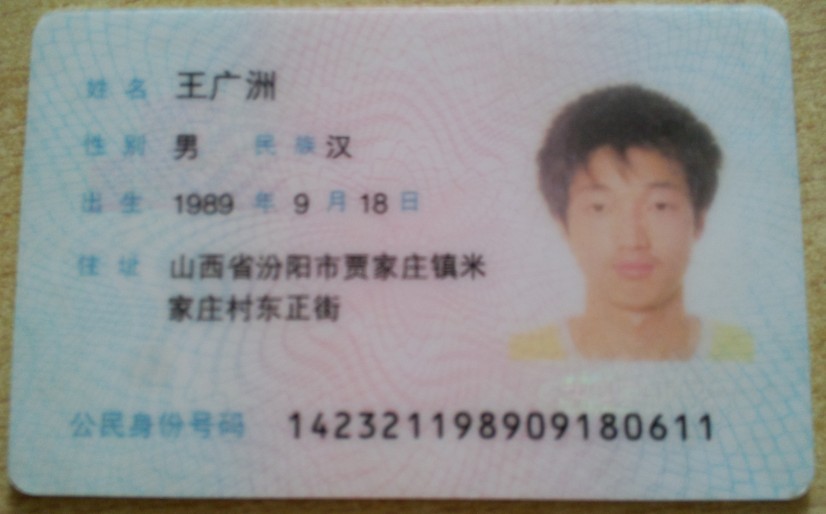 姓名 王广洲
性别 男 民族 汉
出生 1989 年 9 月 18 日
住址 山西省汾阳市贾家庄镇米
家庄村东正街
公民身份号码 142321198909180611